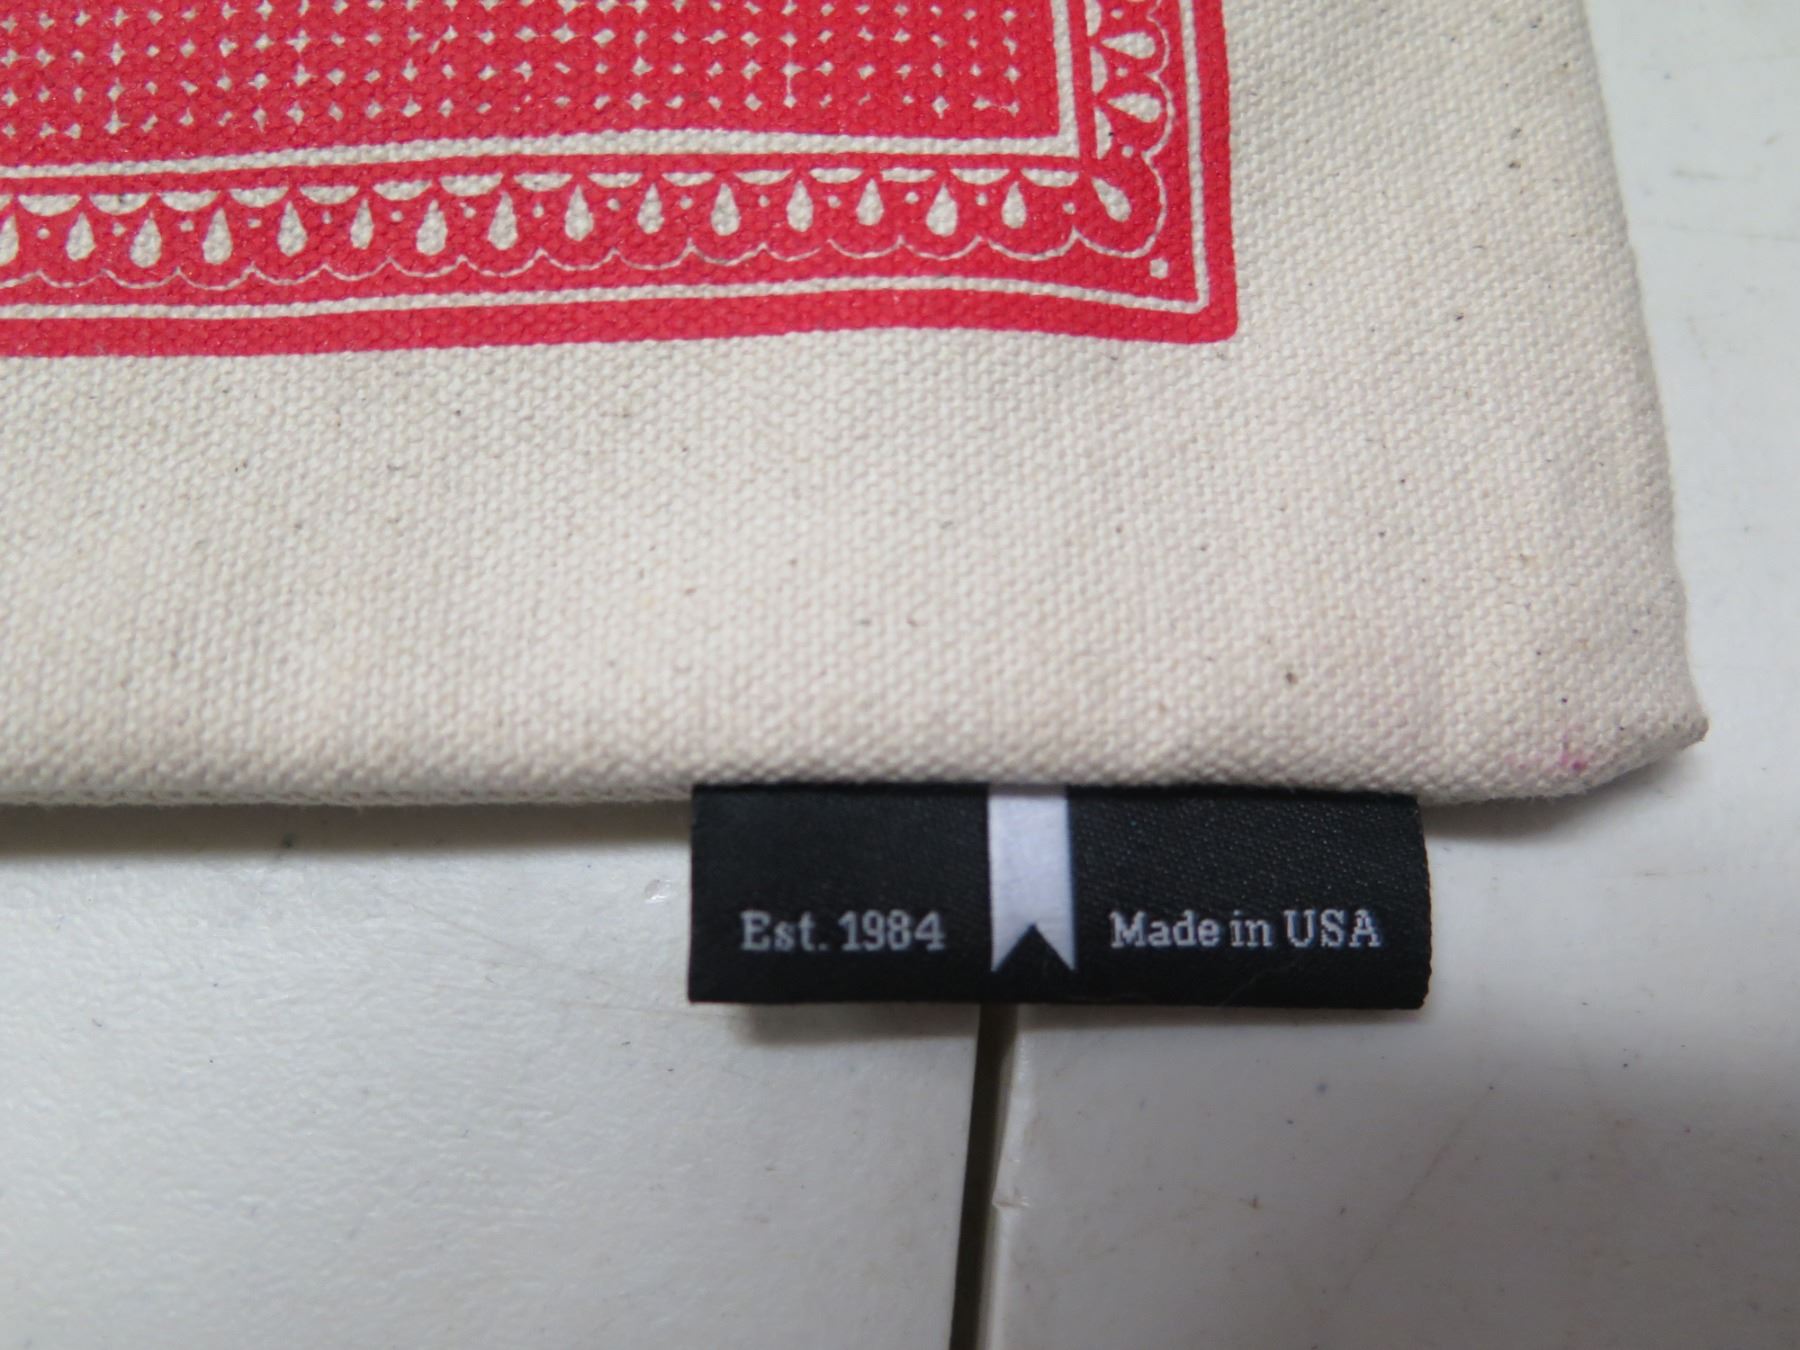 Est. 1984
Made in USA